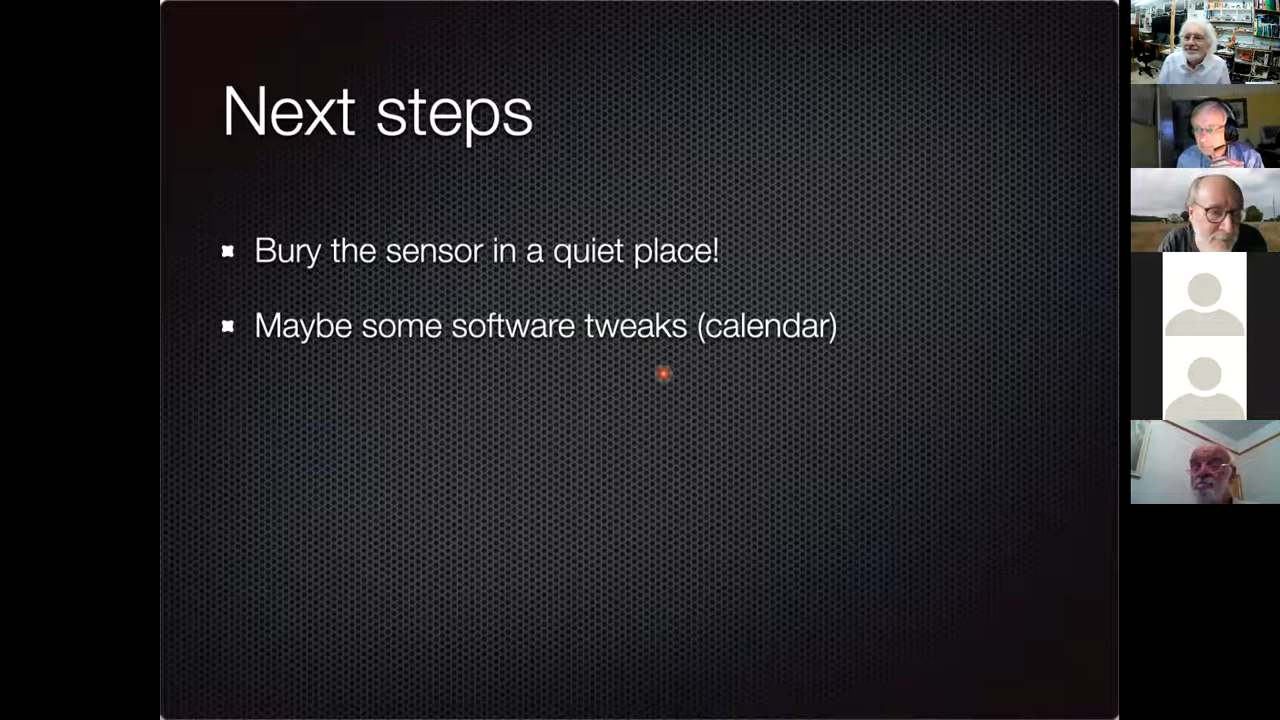 Next steps
Bury the sensor in a quiet place!
Maybe some software tweaks (calendar)